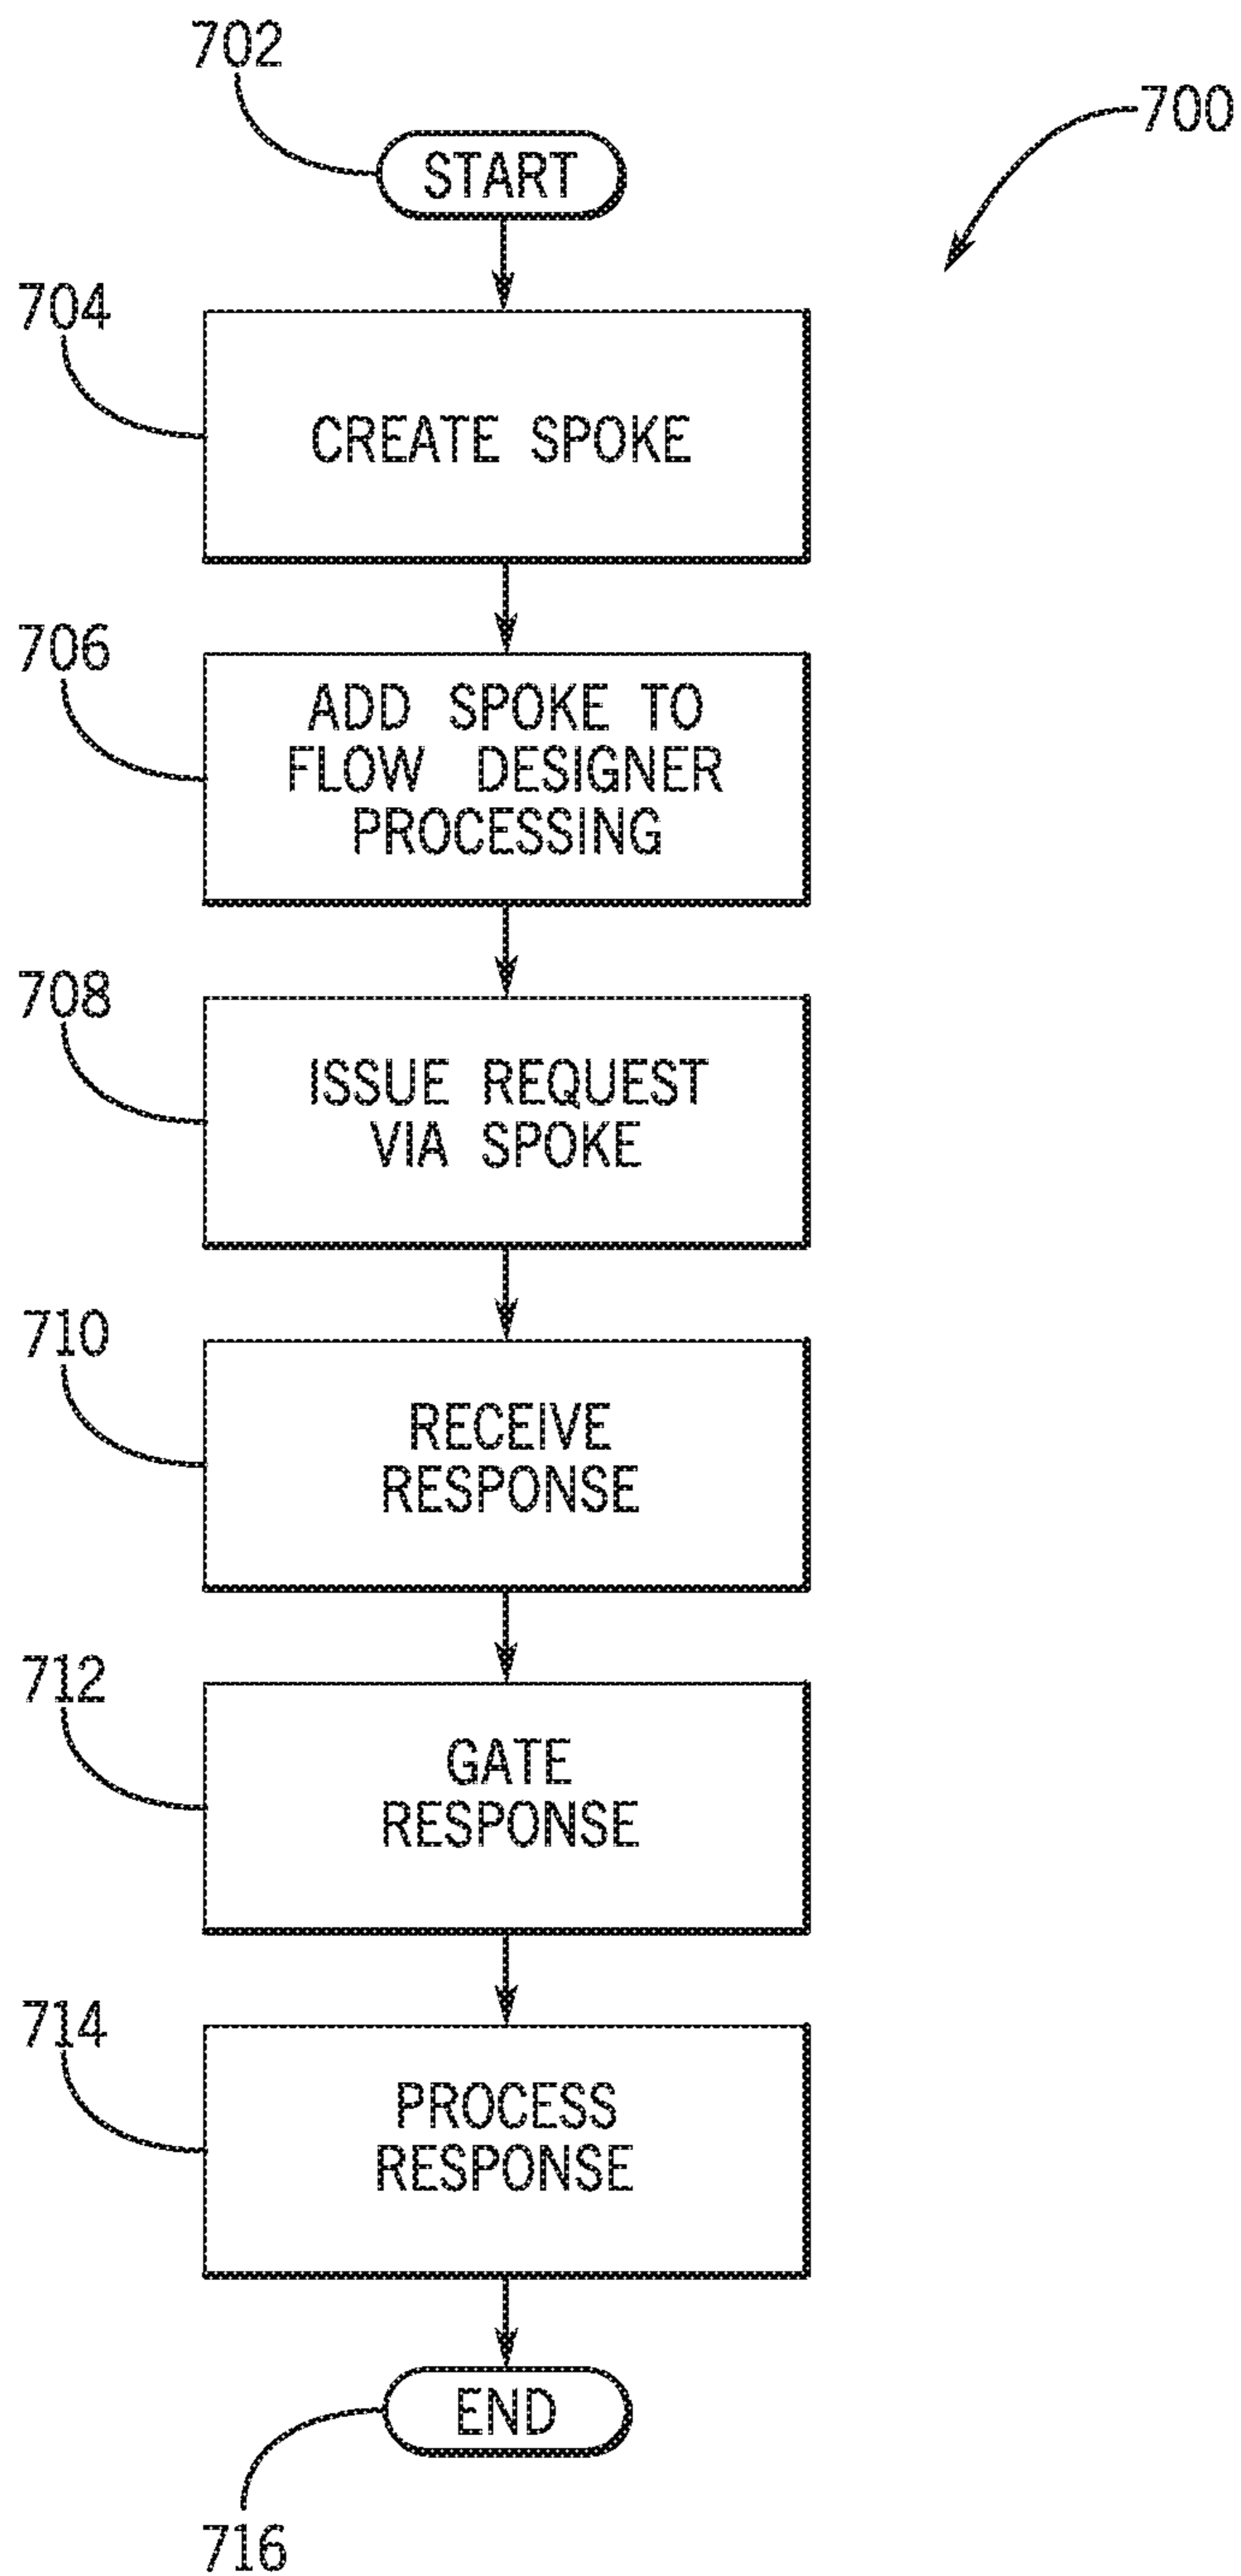 702
700
START
704
CREATE SPOKE
706
ADD SPOKE TO
FLOW DESIGNER
PROCESSING
708
ISSUE REQUEST
VIA SPOKE
710
RECEIVE
RESPONSE
712
GATE
RESPONSE
714
PROCESS
RESPONSE
END
716